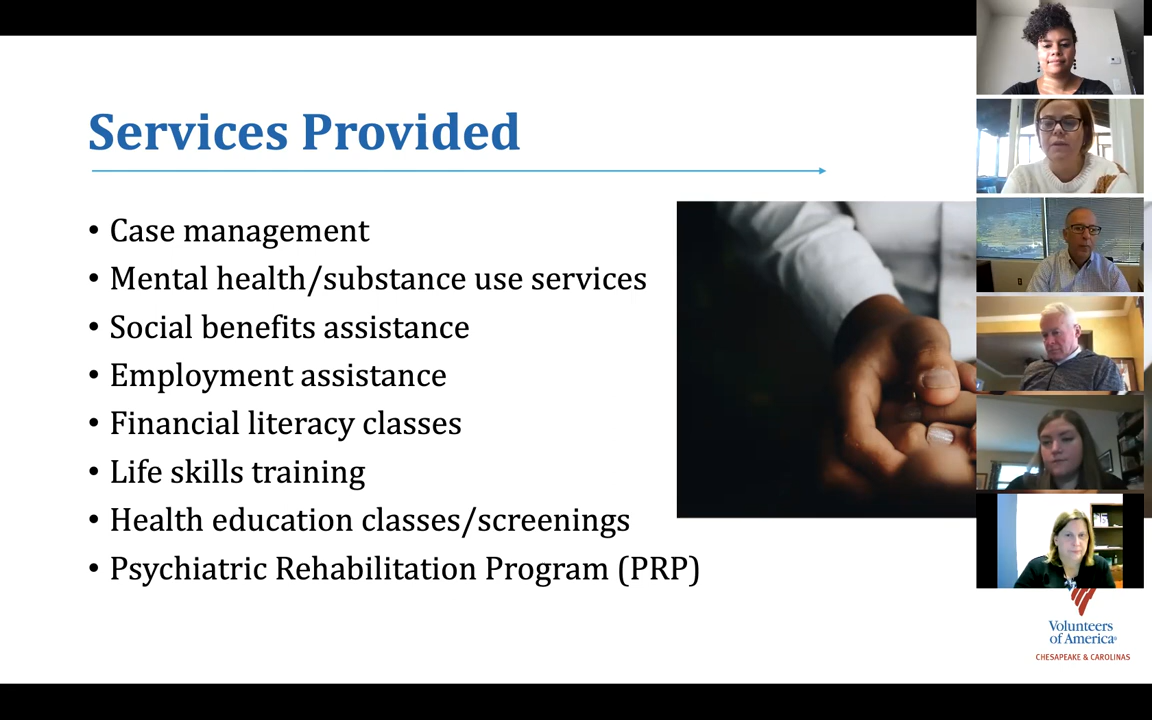 Services Provided
• Case management
• Mental health/substance use services
• Social benefits assistance
• Employment assistance
• Financial literacy classes
• Life skills training
• Health education classes/screenings
• Psychiatric Rehabilitation Program (PRP)
Volunteers
of America®
CHESAPEAKE & CAROLINAS